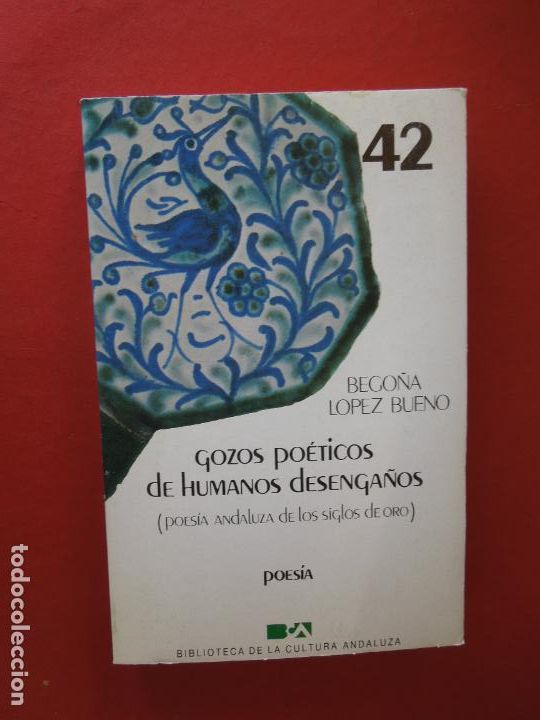 42
BEGOÑA
LOPEZ BUENO
GOZOS POÉTICOS
DE HUMANOS DESENGAÑOS
(POESÍA ANDALUZA DE LOS SIGLOS DE ORO)
POESÍA
BCA
BIBLIOTECA DE LA CULTURA ANDALUZA
todocoleccion